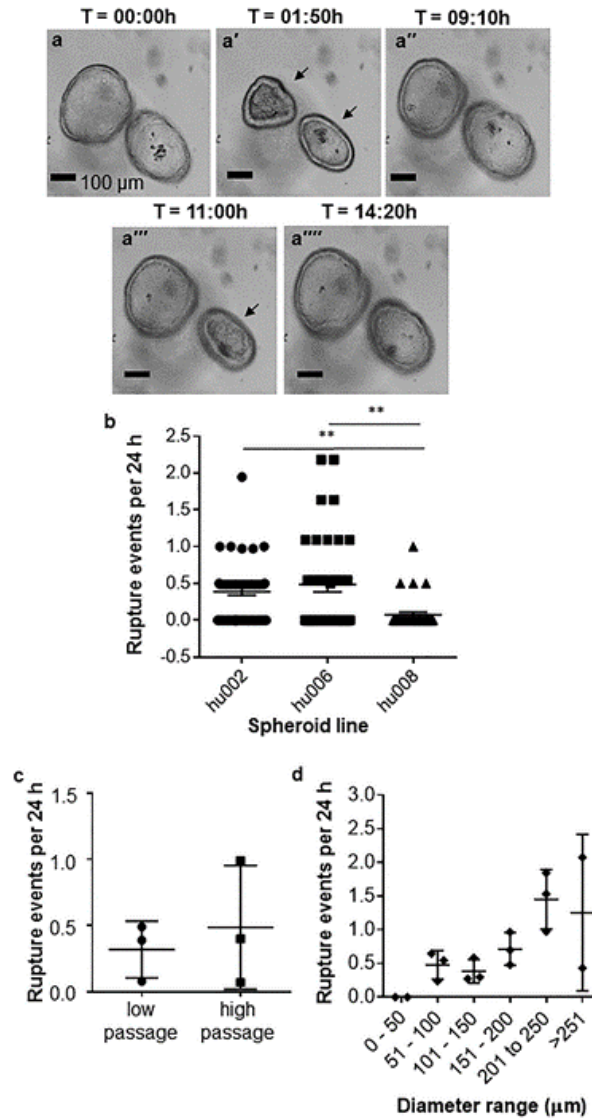 T = 00:00h T = 01:50h T = 09:10h
a a' a''
100 µm
T = 11:00h T = 14:20h
a''' a''''
b
** 
**
Rupture events per 24 h
2.5
2.0
1.5
1.0
0.5
0.0
-0.5
hu002 hu006 hu008
Spheroid line
c
Rupture events per 24 h
1.5
1.0
0.5
0.0
low passage
high passage
d
Rupture events per 24 h
3.0
2.5
2.0
1.5
1.0
0.5
0.0
0 - 50
51 - 100
101 - 150
151 - 200
201 to 250
>251
Diameter range (µm)